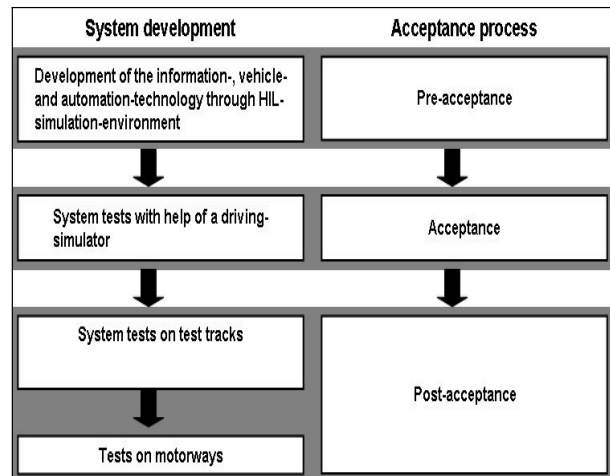 System development
Acceptance process
Development of the information-, vehicle-
and automation-technology through HIL-
simulation-environment
Pre-acceptance
System tests with help of a driving-
simulator
Acceptance
System tests on test tracks
Post-acceptance
Tests on motorways